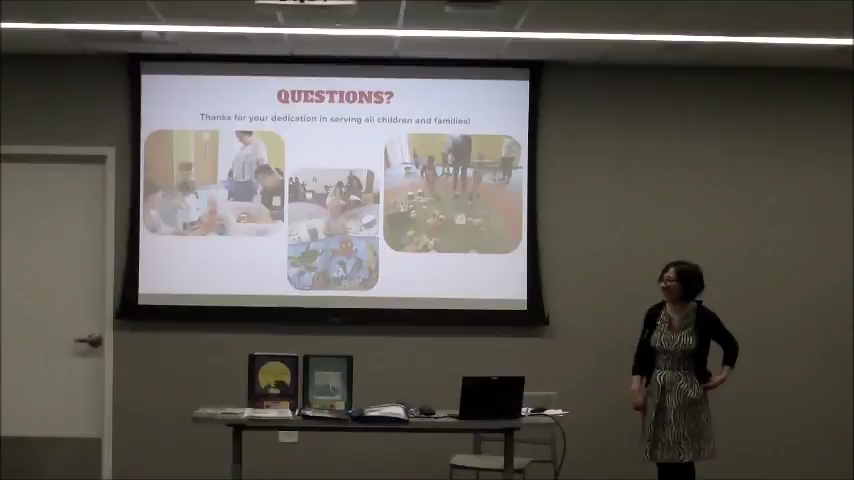 QUESTIONS?
Thanks for your dedication in serving all children and families!